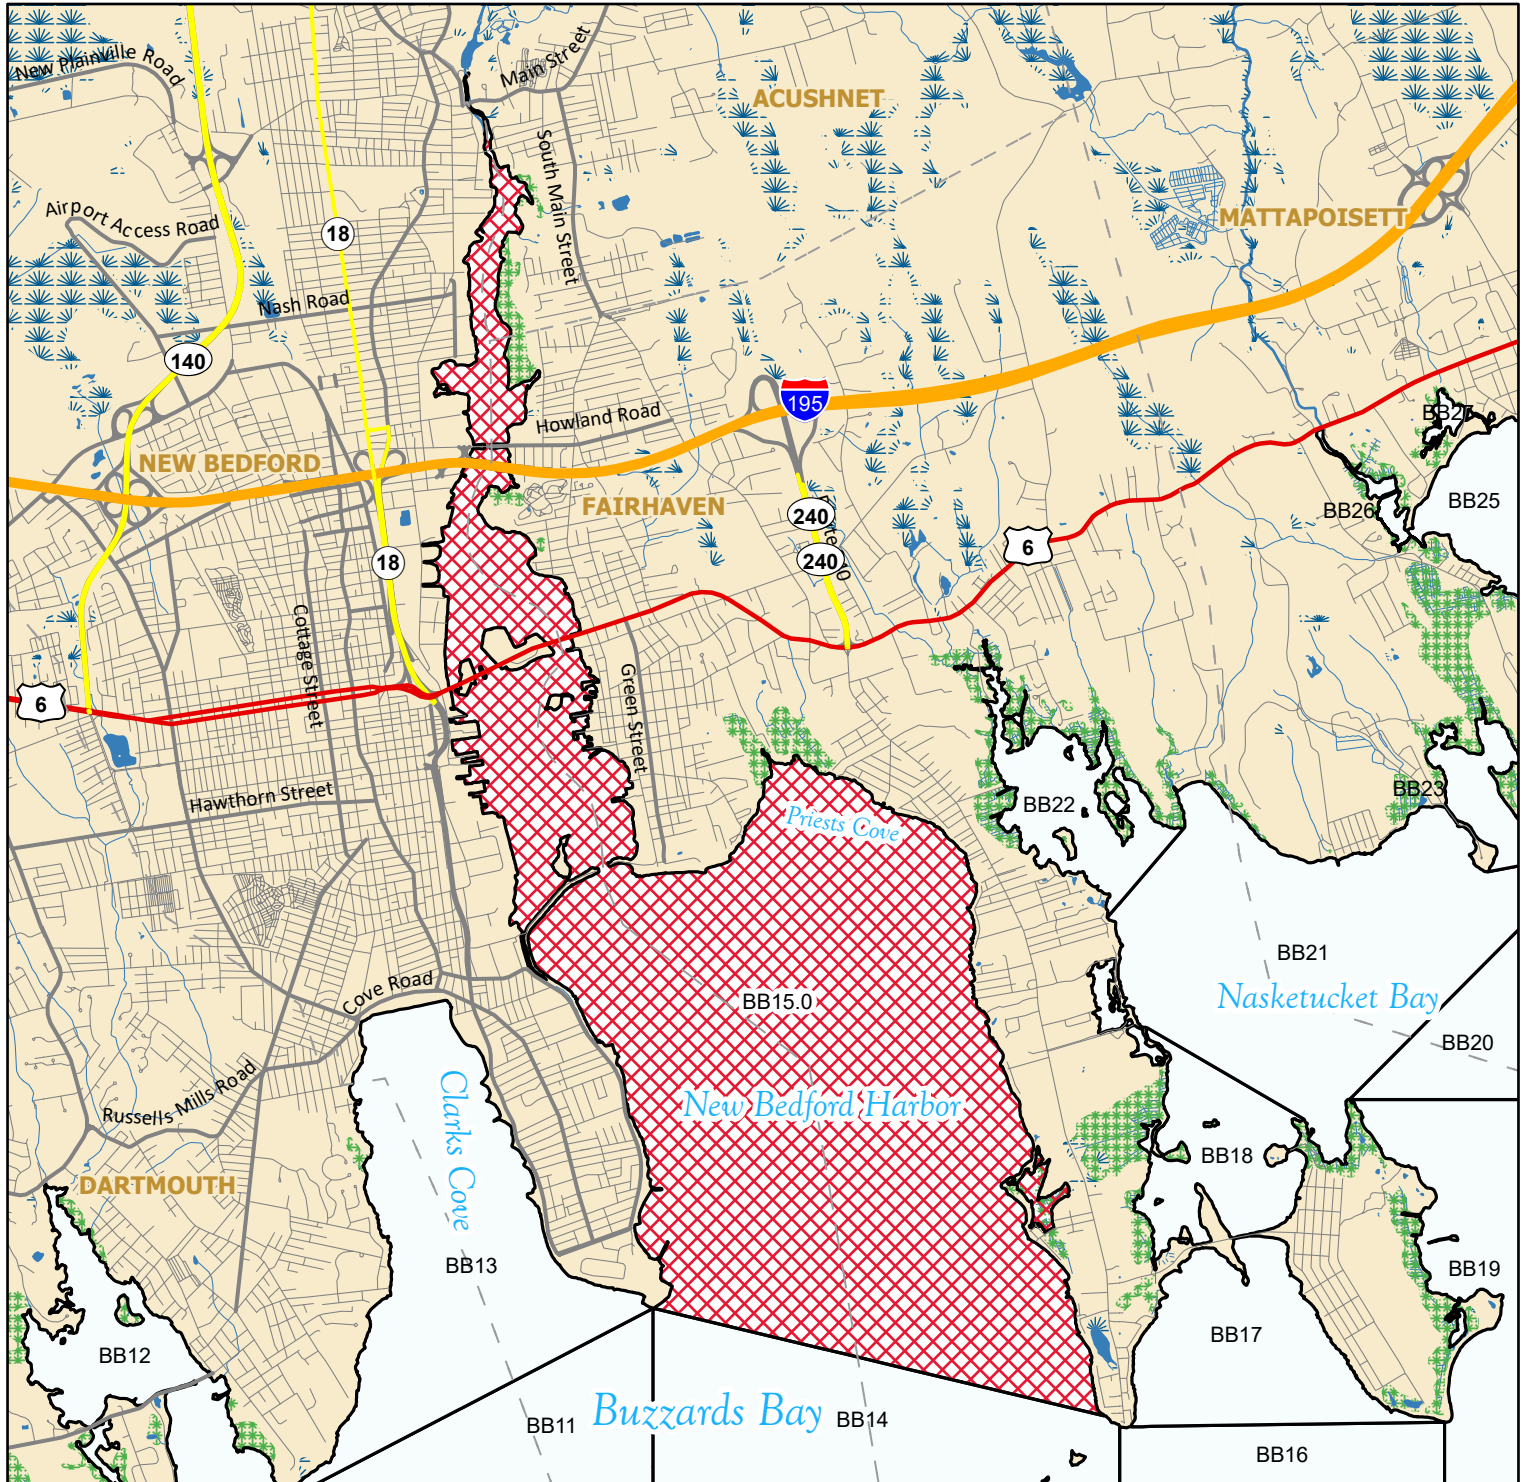 New Plainville Road
Main Street
ACUSHNET
South Main Street
Airport Access Road
18
MATTAPOISETT
Nash Road
140
195
Howland Road
BB27
NEW BEDFORD
FAIRHAVEN
240
BB26
BB25
18
6
240
Cottage Street
Green Street
6
BB22
BB23
Hawthorn Street
Priests Cove
BB21
Cove Road
BB15.0
Nasketucket Bay
BB20
Russells Mills Road
Clarks Cove
New Bedford Harbor
BB18
DARTMOUTH
BB13
BB19
BB17
BB12
Buzzards Bay
BB11
BB14
BB16